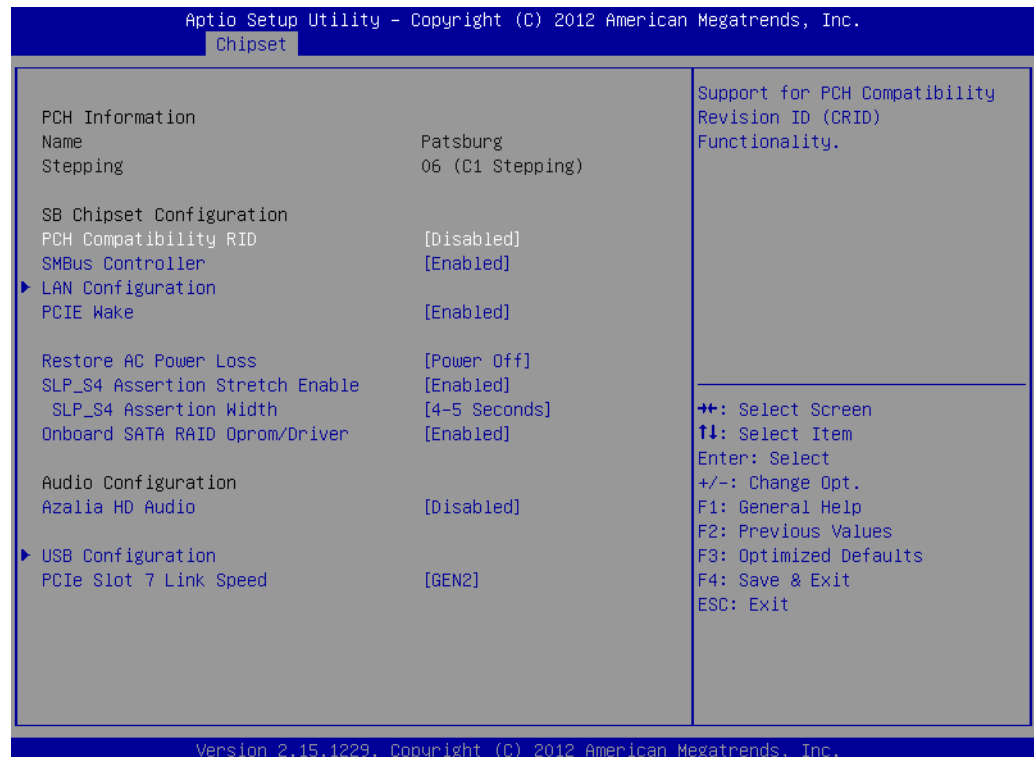 Aptio Setup Utility – Copyright (C) 2012 American Megatrends, Inc.
Chipset
PCH Information
Name Patsburg
Stepping 06 (C1 Stepping)
SB Chipset Configuration
PCH Compatibility RID [Disabled]
SMBus Controller [Enabled]
LAN Configuration
PCIE Wake [Enabled]
Restore AC Power Loss [Power Off]
SLP_S4 Assertion Stretch Enable [Enabled]
SLP_S4 Assertion Width [4-5 Seconds]
Onboard SATA RAID Oprom/Driver [Enabled]
Audio Configuration
Azalia HD Audio [Disabled]
USB Configuration
PCIe Slot 7 Link Speed [GEN2]
Support for PCH Compatibility
Revision ID (CRID)
Functionality.
→←: Select Screen
↑↓: Select Item
Enter: Select
+/-: Change Opt.
F1: General Help
F2: Previous Values
F3: Optimized Defaults
F4: Save & Exit
ESC: Exit
Version 2.15.1229. Copyright (C) 2012 American Megatrends, Inc.